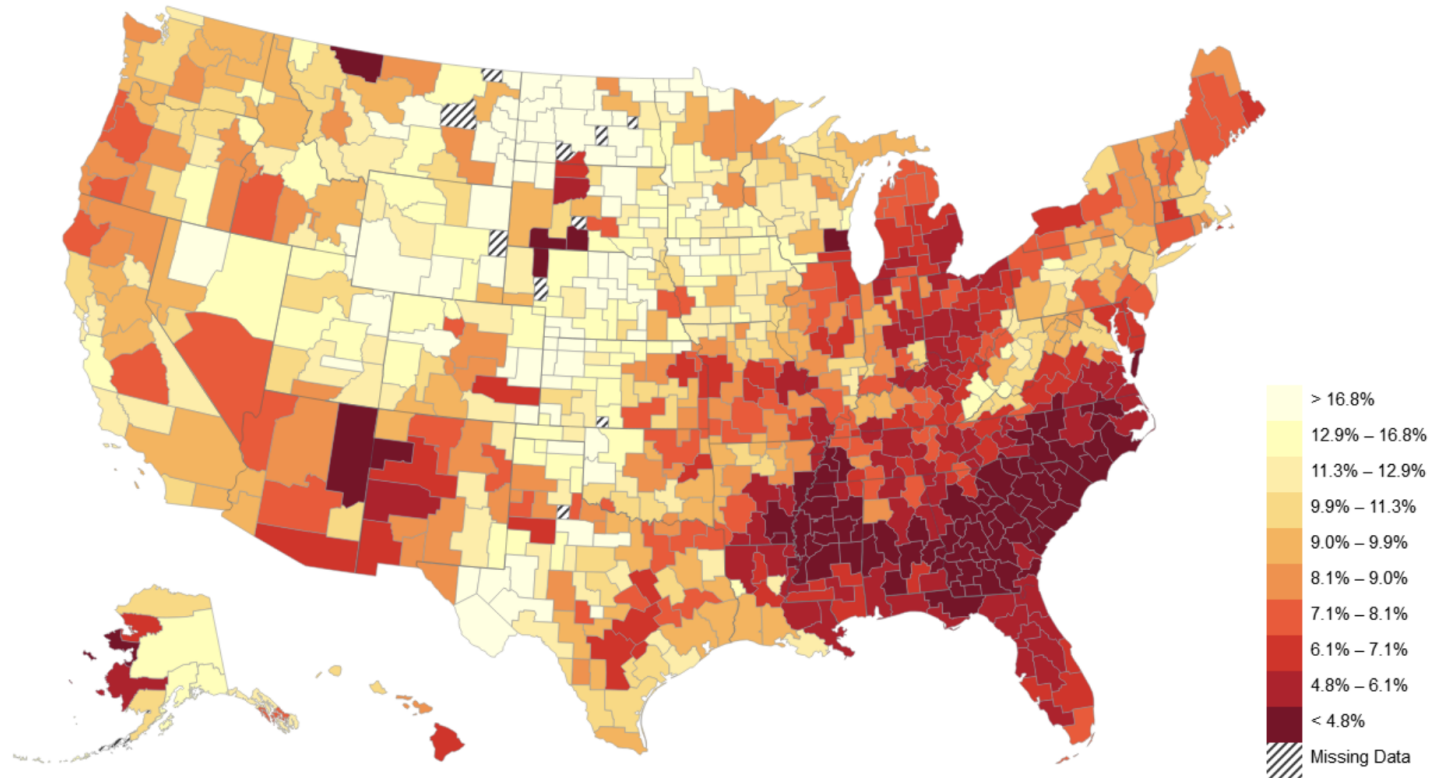 > 16.8%
12.9% – 16.8%
11.3% – 12.9%
9.9% – 11.3%
9.0% – 9.9%
8.1% – 9.0%
7.1% – 8.1%
6.1% – 7.1%
4.8% – 6.1%
< 4.8%
Missing Data